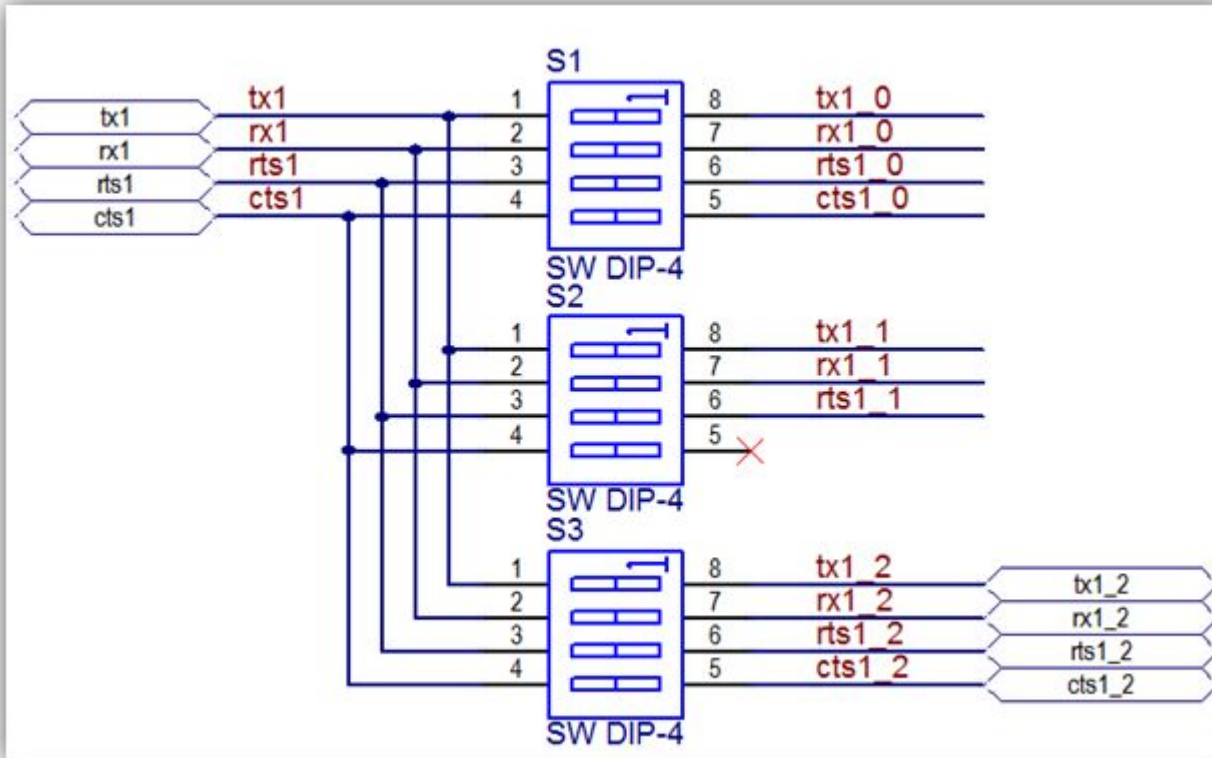 S1
tx1 tx1 1 8 tx1_0
rx1 rx1 2 7 rx1_0
rts1 rts1 3 6 rts1_0
cts1 cts1 4 5 cts1_0
SW DIP-4
S2
1 8 tx1_1
2 7 rx1_1
3 6 rts1_1
4 5
SW DIP-4
S3
1 8 tx1_2 tx1_2
2 7 rx1_2 rx1_2
3 6 rts1_2 rts1_2
4 5 cts1_2 cts1_2
SW DIP-4